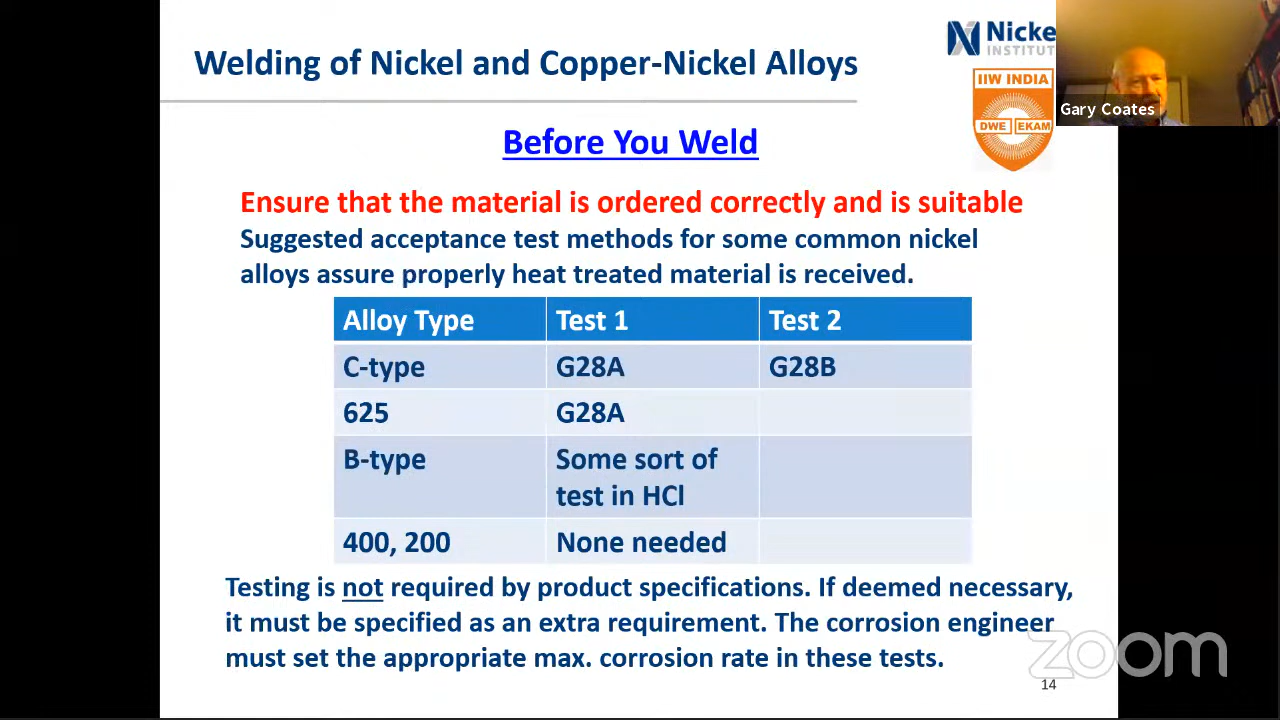 Welding of Nickel and Copper-Nickel Alloys
Nicke
INSTITUT
IIW INDIA
DWE EKAM
Gary Coates
Before You Weld
Ensure that the material is ordered correctly and is suitable
Suggested acceptance test methods for some common nickel
alloys assure properly heat treated material is received.
Alloy Type Test 1 Test 2
C-type G28A G28B
625 G28A
B-type Some sort of
test in HCl
400, 200 None needed
Testing is not required by product specifications. If deemed necessary,
it must be specified as an extra requirement. The corrosion engineer
must set the appropriate max. corrosion rate in these tests.
zoom
14